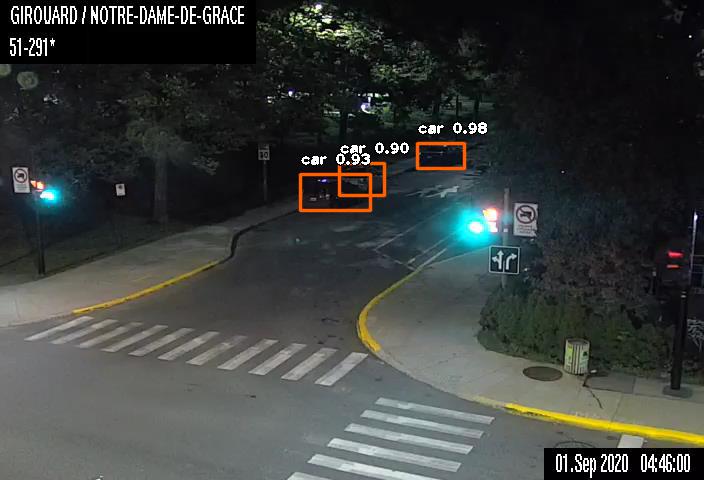 GIROUARD / NOTRE-DAME-DE-GRACE
51-291*
car 0.98
car 0.90
car 0.93
01.Sep 2020 04:46:00